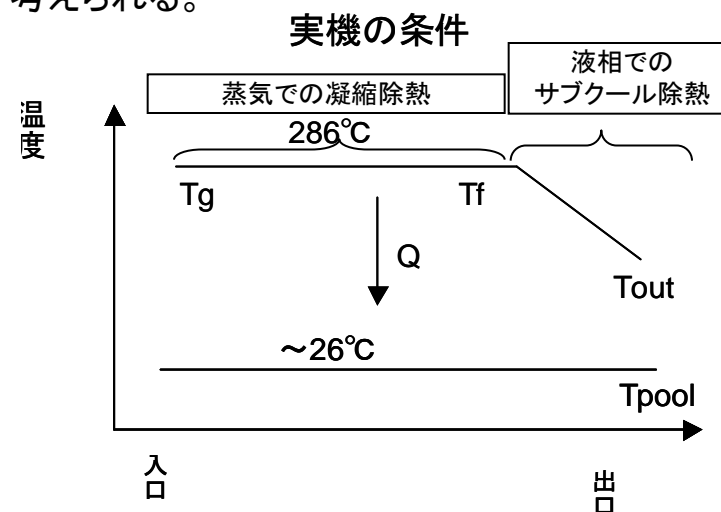 考えられる。
実機の条件
液相での
サブクール除熱
蒸気での凝縮除熱
温度
286℃
Tg
Tf
Q
Tout
～26℃
Tpool
入口
出口